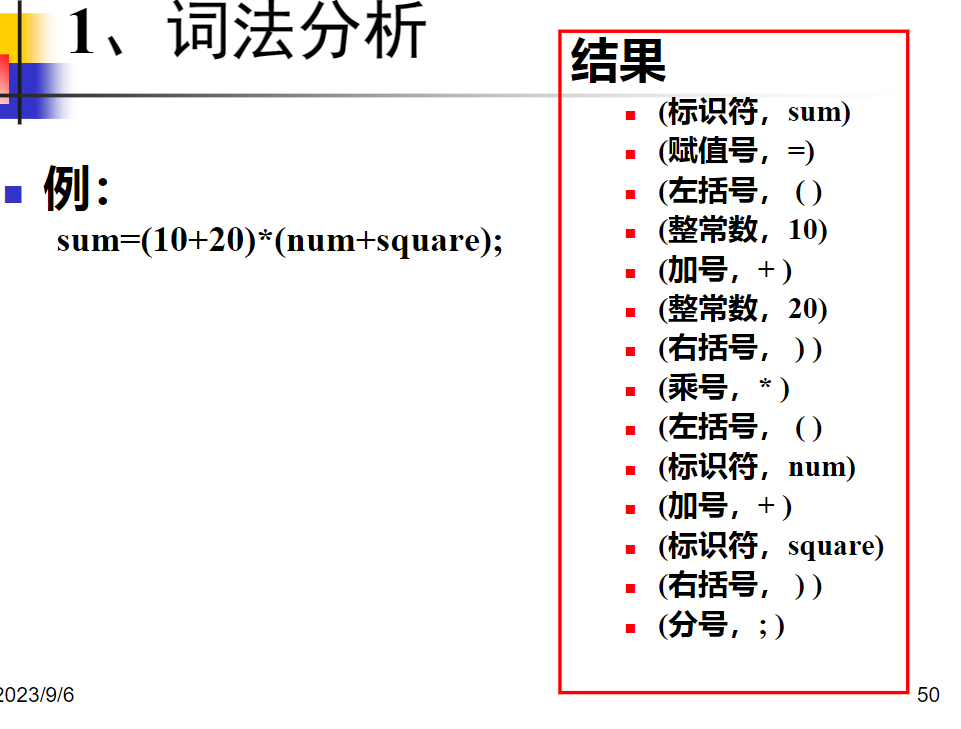 1、词法分析
例：
sum=(10+20)*(num+square);
结果
(标识符，sum)
(赋值号，=)
(左括号， ( )
(整常数，10)
(加号，+ )
(整常数，20)
(右括号， ) )
(乘号，* )
(左括号， ( )
(标识符，num)
(加号，+ )
(标识符，square)
(右括号， ) )
(分号，; )
2023/9/6
50